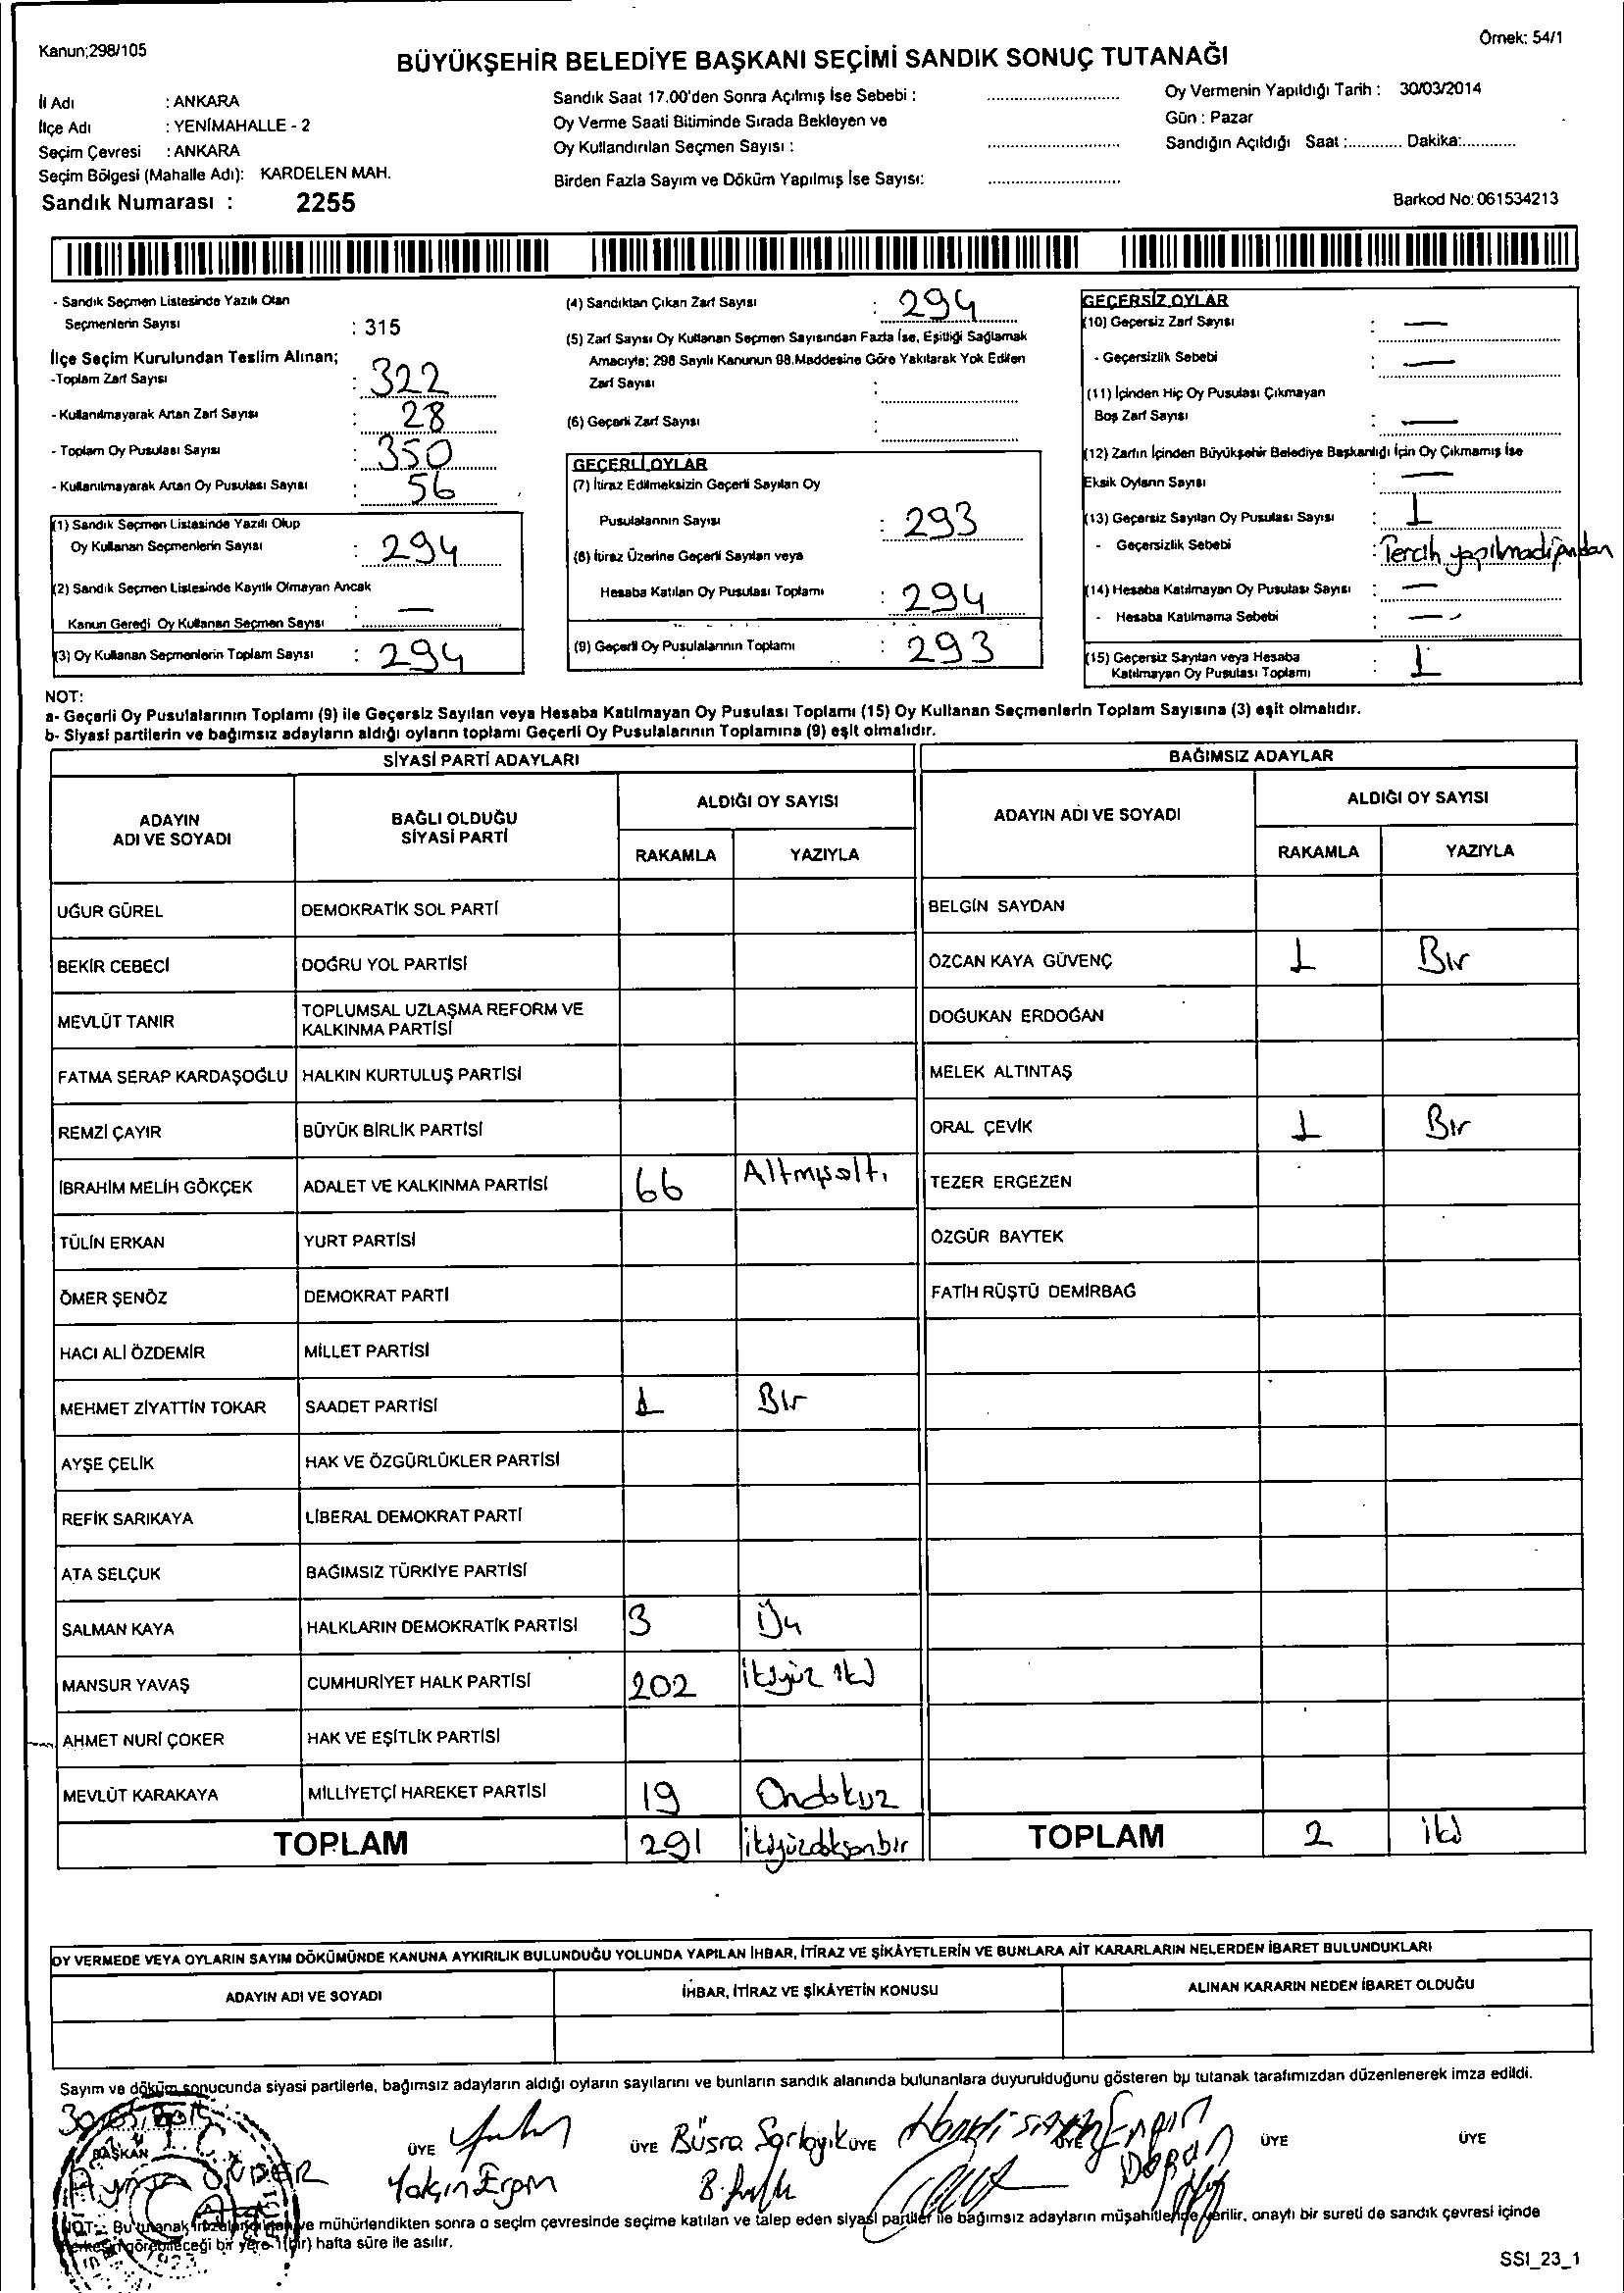 Kanun;298/105
Örnek: 54/1
BÜYÜKŞEHİR BELEDİYE BAŞKANI SEÇİMİ SANDIK SONUÇ TUTANAĞI
İl Adı : ANKARA
İlçe Adı : YENİMAHALLE - 2
Seçim Çevresi : ANKARA
Seçim Bölgesi (Mahalle Adı): KARDELEN MAH.
Sandık Numarası : 2255
Sandık Saat 17.00'den Sonra Açılmış İse Sebebi :
Oy Verme Saati Bitiminde Sırada Bekleyen ve
Oy Kullandırılan Seçmen Sayısı :
Birden Fazla Sayım ve Döküm Yapılmış İse Sayısı:
Oy Vermenin Yapıldığı Tarih : 30/03/2014
Gün : Pazar
Sandığın Açıldığı Saat :............ Dakika:............
Barkod No: 061534213
- Sandık Seçmen Listesinde Yazılı Olan
Seçmenlerin Sayısı : 315
İlçe Seçim Kurulundan Teslim Alınan;
-Toplam Zarf Sayısı : 322
- Kullanılmayarak Artan Zarf Sayısı : 28
- Toplam Oy Pusulası Sayısı : 350
- Kullanılmayarak Artan Oy Pusulası Sayısı : 56
(1) Sandık Seçmen Listesinde Yazılı Olup
Oy Kullanan Seçmenlerin Sayısı : 294
(2) Sandık Seçmen Listesinde Kayıtlı Olmayan Ancak
Kanun Gereği Oy Kullanan Seçmen Sayısı : —
(3) Oy Kullanan Seçmenlerin Toplam Sayısı : 294
(4) Sandıktan Çıkan Zarf Sayısı : 294
(5) Zarf Sayısı Oy Kullanan Seçmen Sayısından Fazla İse, Eşitliği Sağlamak
Amacıyla; 298 Sayılı Kanunun 98.Maddesine Göre Yakılarak Yok Edilen
Zarf Sayısı :
(6) Geçerli Zarf Sayısı :
GEÇERLİ OYLAR
(7) İtiraz Edilmeksizin Geçerli Sayılan Oy
Pusulalarının Sayısı : 293
(8) İtiraz Üzerine Geçerli Sayılan veya
Hesaba Katılan Oy Pusulası Toplamı : 294
(9) Geçerli Oy Pusulalarının Toplamı : 293
GEÇERSİZ OYLAR
(10) Geçersiz Zarf Sayısı : —
- Geçersizlik Sebebi : —
(11) İçinden Hiç Oy Pusulası Çıkmayan
Boş Zarf Sayısı : —
(12) Zarfın İçinden Büyükşehir Belediye Başkanlığı İçin Oy Çıkmamış İse
Eksik Oyların Sayısı : —
(13) Geçersiz Sayılan Oy Pusulası Sayısı : 1
- Geçersizlik Sebebi : Tercih yapılmadığından
(14) Hesaba Katılmayan Oy Pusulası Sayısı : —
- Hesaba Katılmama Sebebi : —
(15) Geçersiz Sayılan veya Hesaba
Katılmayan Oy Pusulası Toplamı : 1
NOT:
a- Geçerli Oy Pusulalarının Toplamı (9) ile Geçersiz Sayılan veya Hesaba Katılmayan Oy Pusulası Toplamı (15) Oy Kullanan Seçmenlerin Toplam Sayısına (3) eşit olmalıdır.
b- Siyasi partilerin ve bağımsız adayların aldığı oyların toplamı Geçerli Oy Pusulalarının Toplamına (9) eşit olmalıdır.
SİYASİ PARTİ ADAYLARI
ADAYIN
ADI VE SOYADI
BAĞLI OLDUĞU
SİYASİ PARTİ
ALDIĞI OY SAYISI
RAKAMLA YAZIYLA
UĞUR GÜREL DEMOKRATİK SOL PARTİ
BEKİR CEBECİ DOĞRU YOL PARTİSİ
MEVLÜT TANIR TOPLUMSAL UZLAŞMA REFORM VE
KALKINMA PARTİSİ
FATMA SERAP KARDAŞOĞLU HALKIN KURTULUŞ PARTİSİ
REMZİ ÇAYIR BÜYÜK BİRLİK PARTİSİ
İBRAHİM MELİH GÖKÇEK ADALET VE KALKINMA PARTİSİ 66 Altmışaltı
TÜLİN ERKAN YURT PARTİSİ
ÖMER ŞENÖZ DEMOKRAT PARTİ
HACI ALİ ÖZDEMİR MİLLET PARTİSİ
MEHMET ZİYATTİN TOKAR SAADET PARTİSİ 1 Bir
AYŞE ÇELİK HAK VE ÖZGÜRLÜKLER PARTİSİ
REFİK SARIKAYA LİBERAL DEMOKRAT PARTİ
ATA SELÇUK BAĞIMSIZ TÜRKİYE PARTİSİ
SALMAN KAYA HALKLARIN DEMOKRATİK PARTİSİ 3 Üç
MANSUR YAVAŞ CUMHURİYET HALK PARTİSİ 202 ikiyüz iki
AHMET NURİ ÇOKER HAK VE EŞİTLİK PARTİSİ
MEVLÜT KARAKAYA MİLLİYETÇİ HAREKET PARTİSİ 19 Ondokuz
TOPLAM 291 ikiyüzdoksanbir
BAĞIMSIZ ADAYLAR
ADAYIN ADI VE SOYADI
ALDIĞI OY SAYISI
RAKAMLA YAZIYLA
BELGİN SAYDAN
ÖZCAN KAYA GÜVENÇ 1 Bir
DOĞUKAN ERDOĞAN
MELEK ALTINTAŞ
ORAL ÇEVİK 1 Bir
TEZER ERGEZEN
ÖZGÜR BAYTEK
FATİH RÜŞTÜ DEMİRBAĞ
TOPLAM 2 iki
OY VERMEDE VEYA OYLARIN SAYIM DÖKÜMÜNDE KANUNA AYKIRILIK BULUNDUĞU YOLUNDA YAPILAN İHBAR, İTİRAZ VE ŞİKÂYETLERİN VE BUNLARA AİT KARARLARIN NELERDEN İBARET BULUNDUKLARI
ADAYIN ADI VE SOYADI
İHBAR, İTİRAZ VE ŞİKÂYETİN KONUSU
ALINAN KARARIN NEDEN İBARET OLDUĞU
Sayım ve döküm sonucunda siyasi partilerle, bağımsız adayların aldığı oyların sayılarını ve bunların sandık alanında bulunanlara duyurulduğunu gösteren bu tutanak tarafımızdan düzenlenerek imza edildi.
BAŞKAN ÜYE ÜYE Büşra ÜYE ÜYE ÜYE ÜYE
NOT: Bu tutanak imzalandıktan ve mühürlendikten sonra o seçim çevresinde seçime katılan ve talep eden siyasi partiler ile bağımsız adayların müşahitlerine verilir, onaylı bir sureti de sandık çevresi içinde
herkesin görebileceği bir yere 1(bir) hafta süre ile asılır.
SSI_23_1